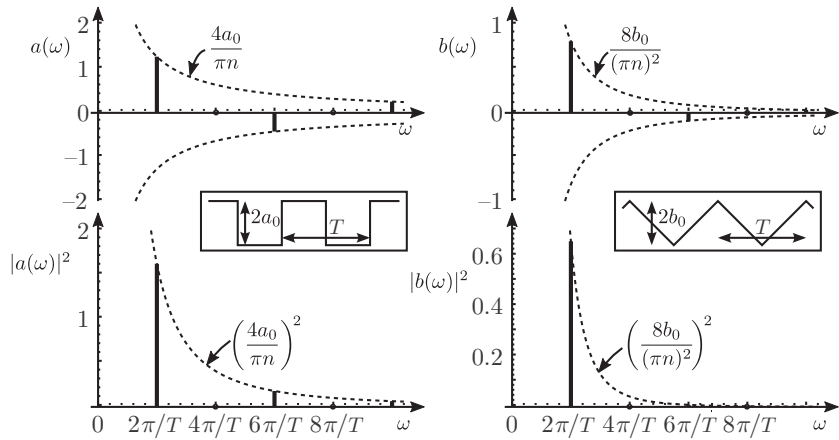 2
a(ω)
1
0
−1
−2
4a₀/πn
ω
2a₀
T
2
|a(ω)|²
1
(4a₀/πn)²
0 2π/T 4π/T 6π/T 8π/T ω
1
b(ω)
0
−1
8b₀/(πn)²
ω
2b₀
T
|b(ω)|²
0.6
0.4
0.2
(8b₀/(πn)²)²
0 2π/T 4π/T 6π/T 8π/T ω